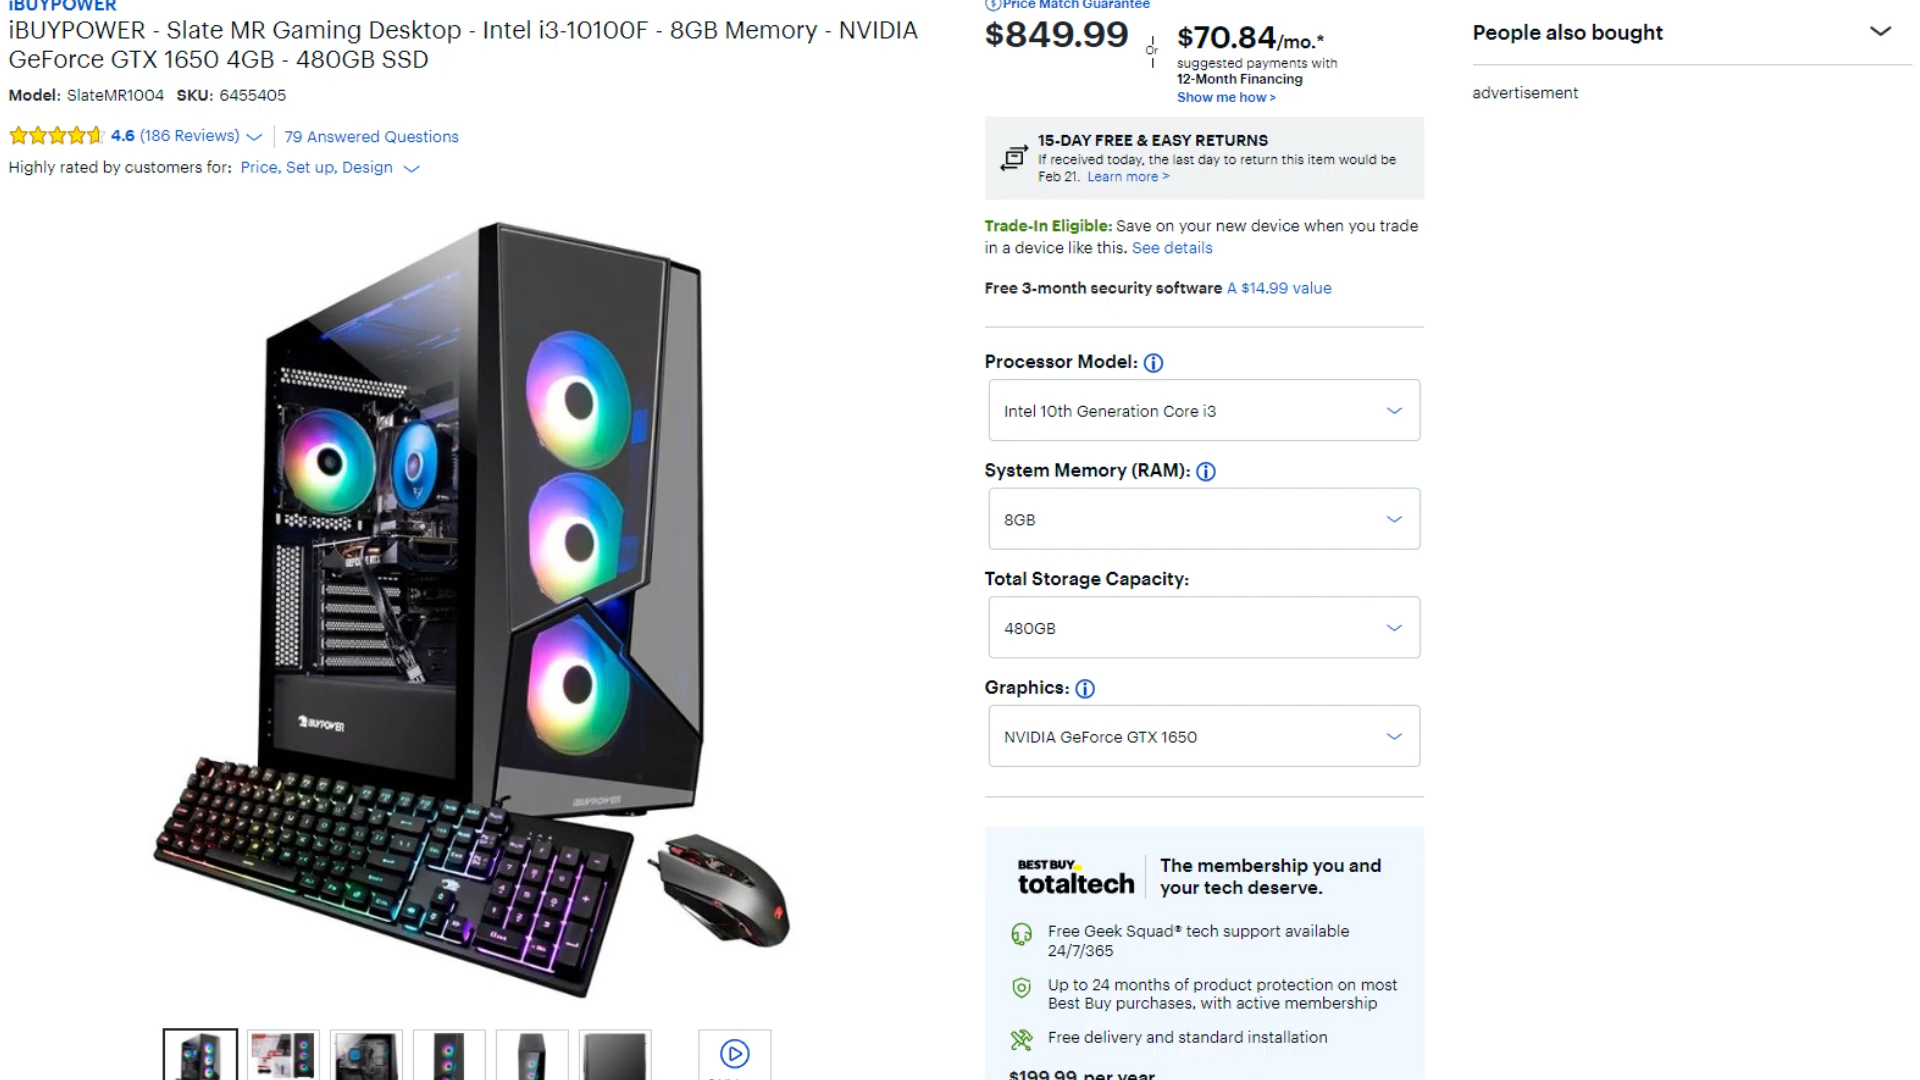 iBUYPOWER
iBUYPOWER - Slate MR Gaming Desktop - Intel i3-10100F - 8GB Memory - NVIDIA
GeForce GTX 1650 4GB - 480GB SSD
Model: SlateMR1004 SKU: 6455405
4.6 (186 Reviews) 79 Answered Questions
Highly rated by customers for: Price, Set up, Design
iBUYPOWER
iBUYPOWER
Price Match Guarantee
$849.99
Or
$70.84/mo.*
suggested payments with
12-Month Financing
Show me how >
15-DAY FREE & EASY RETURNS
If received today, the last day to return this item would be
Feb 21. Learn more >
Trade-In Eligible: Save on your new device when you trade
in a device like this. See details
Free 3-month security software A $14.99 value
Processor Model:
Intel 10th Generation Core i3
System Memory (RAM):
8GB
Total Storage Capacity:
480GB
Graphics:
NVIDIA GeForce GTX 1650
BEST BUY
totaltech
The membership you and
your tech deserve.
Free Geek Squad® tech support available
24/7/365
Up to 24 months of product protection on most
Best Buy purchases, with active membership
Free delivery and standard installation
$199.99 per year
People also bought
advertisement